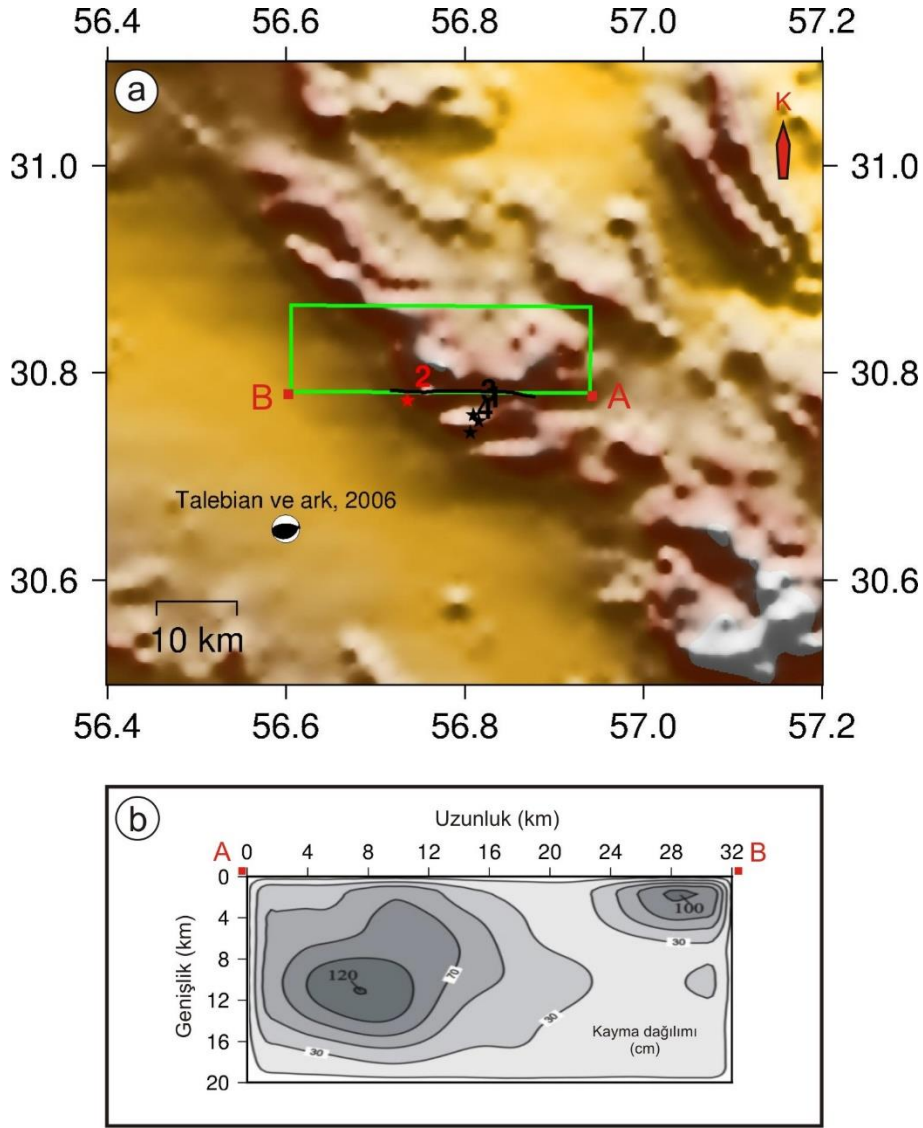 56.4 56.6 56.8 57.0 57.2
a
K
31.0 31.0
30.8 30.8
2
3
1
4
B A
Talebian ve ark, 2006
30.6 30.6
10 km
56.4 56.6 56.8 57.0 57.2
b
Uzunluk (km)
A 0 4 8 12 16 20 24 28 32 B
Genişlik (km)
0
4
8
12
16
20
100
30
120
70
30
30
Kayma dağılımı
(cm)